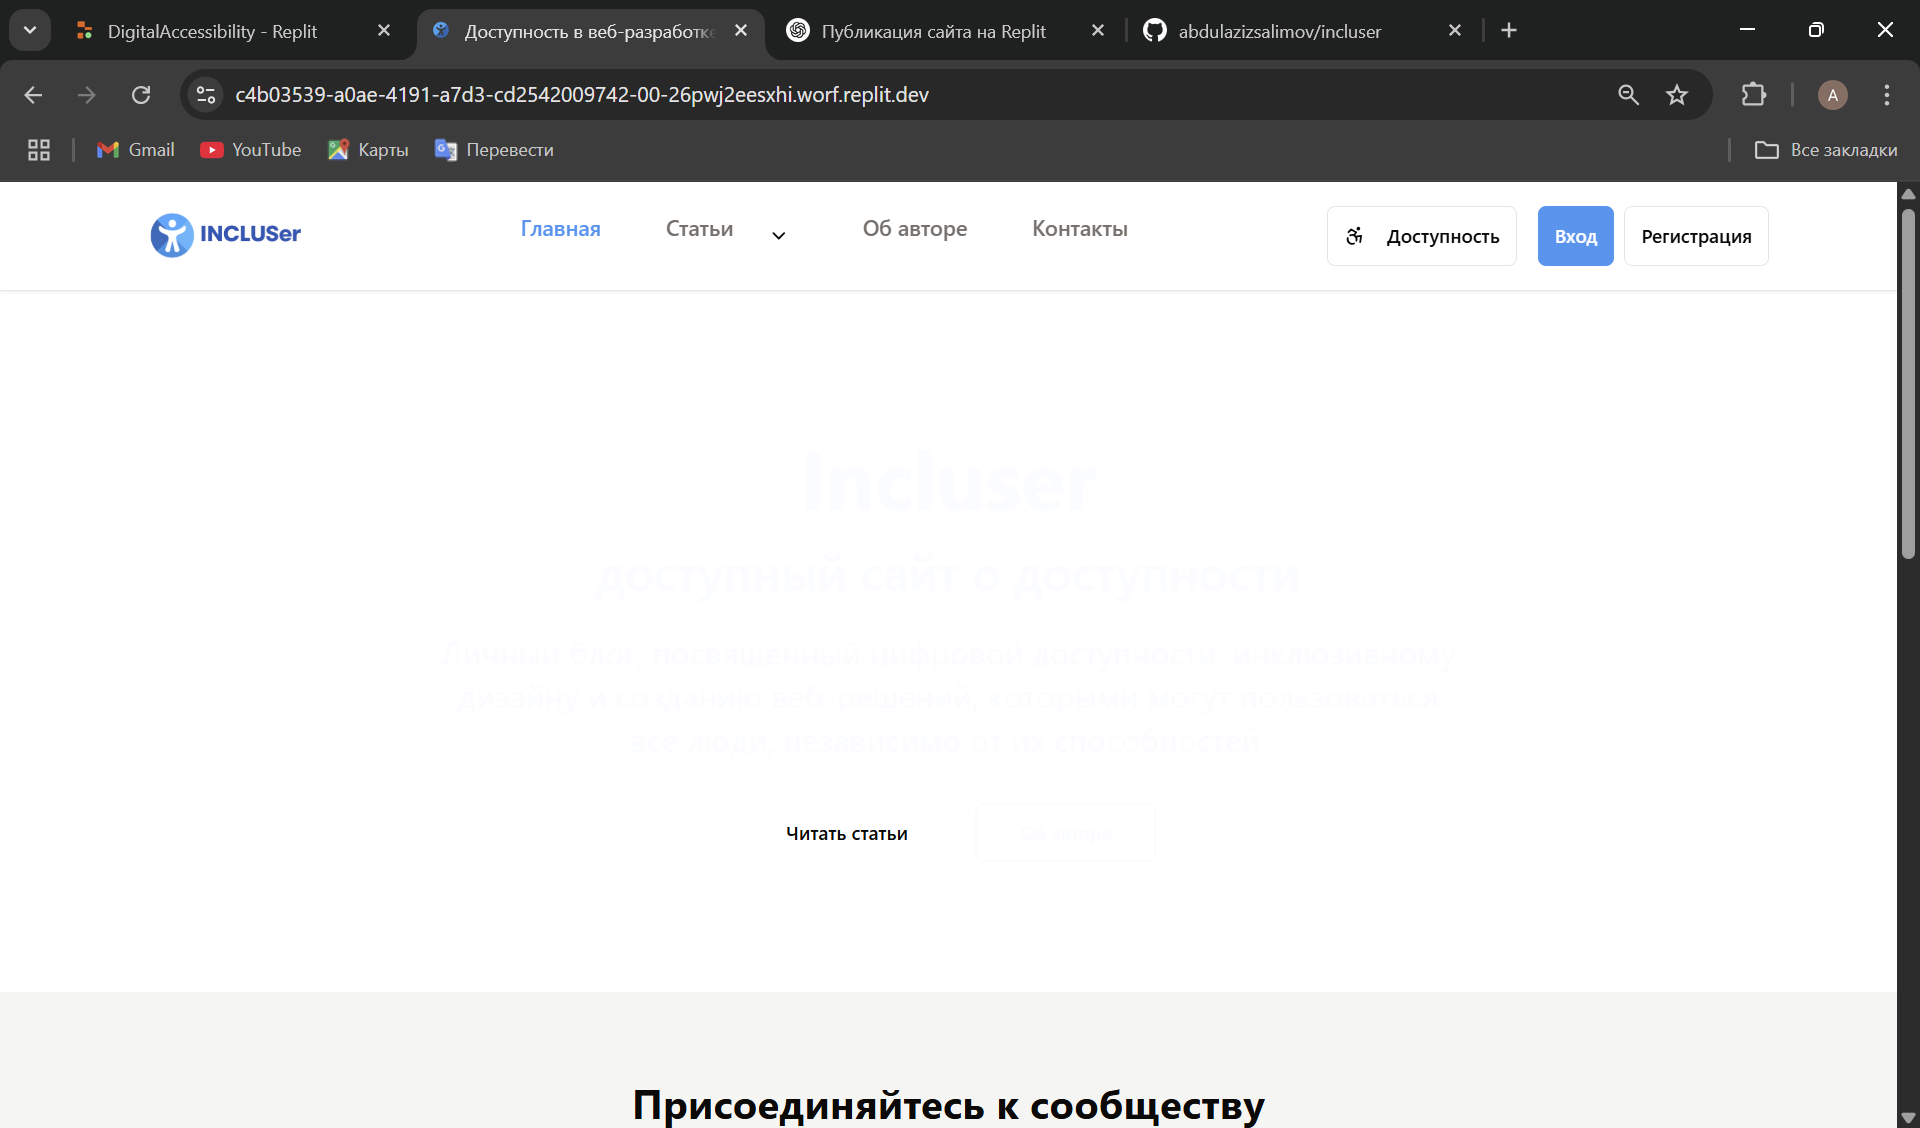 DigitalAccessibility - Replit
Доступность в веб-разработке
Публикация сайта на Replit
abdulazizsalimov/incluser
c4b03539-a0ae-4191-a7d3-cd2542009742-00-26pwj2eesxhi.worf.replit.dev
A
Gmail
YouTube
Карты
Перевести
Все закладки
INCLUSer
Главная
Статьи
Об авторе
Контакты
Доступность
Вход
Регистрация
Incluser
доступный сайт о доступности
Личный блог, посвященный цифровой доступности, инклюзивному
дизайну и созданию веб-решений, которыми могут пользоваться
все люди, независимо от их способностей.
Читать статьи
Об авторе
Присоединяйтесь к сообществу